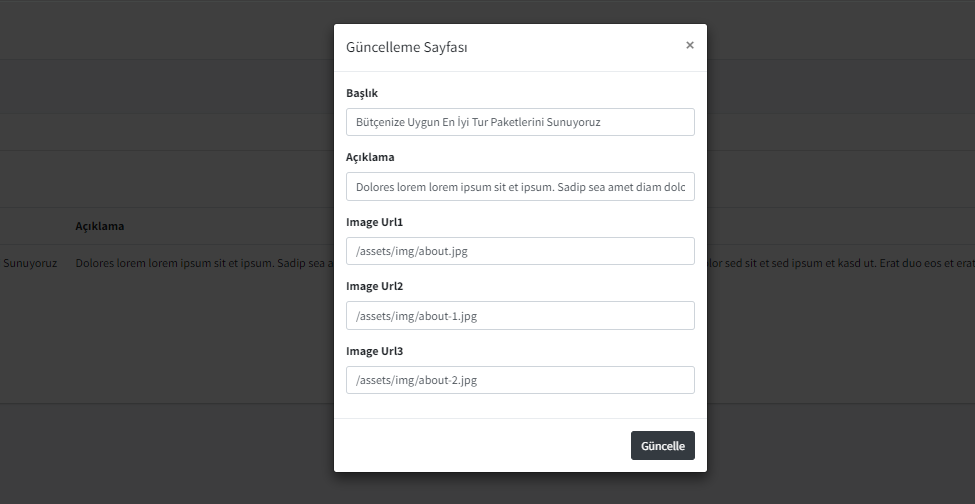 Güncelleme Sayfası
×
Başlık
Bütçenize Uygun En İyi Tur Paketlerini Sunuyoruz
Açıklama
Dolores lorem lorem ipsum sit et ipsum. Sadip sea amet diam dolc
Image Url1
/assets/img/about.jpg
Image Url2
/assets/img/about-1.jpg
Image Url3
/assets/img/about-2.jpg
Güncelle
Açıklama
Sunuyoruz Dolores lorem lorem ipsum sit et ipsum. Sadip sea a
lor sed sit et sed ipsum et kasd ut. Erat duo eos et erat